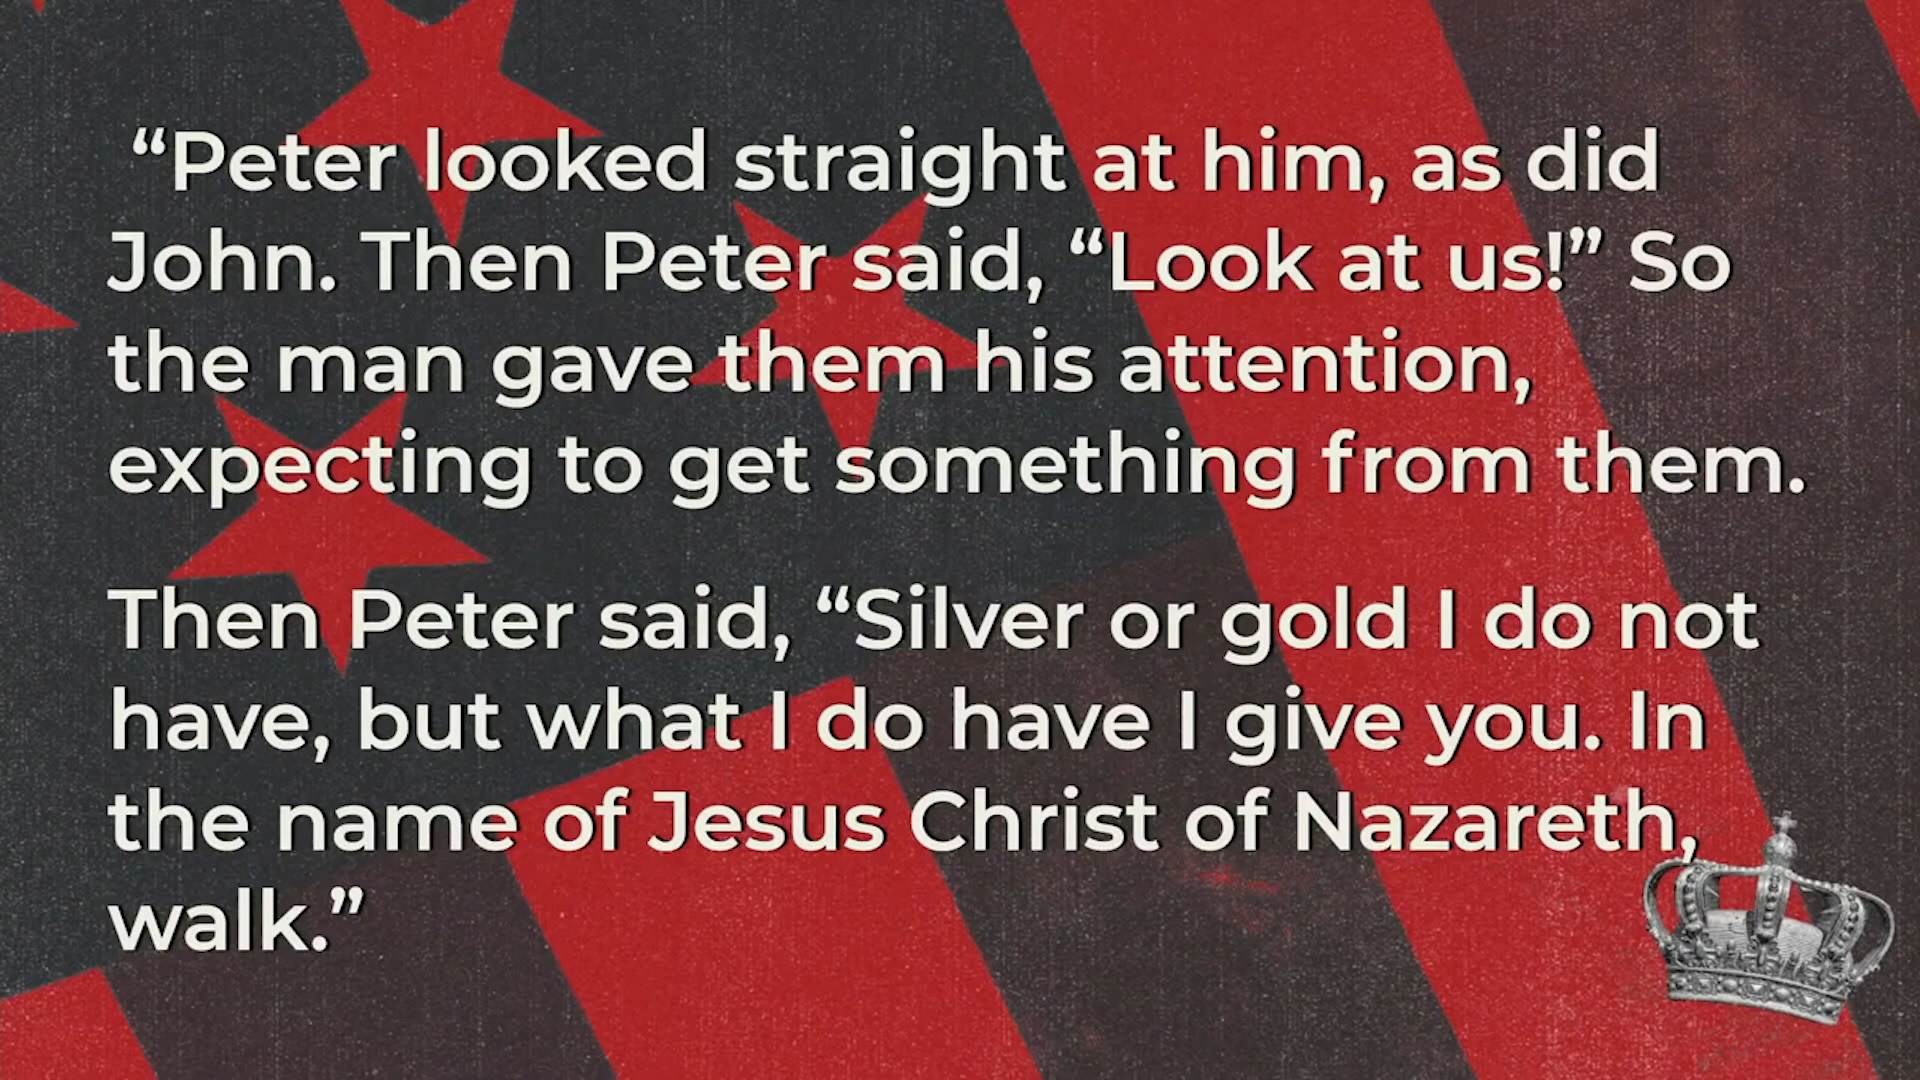 “Peter looked straight at him, as did
John. Then Peter said, “Look at us!” So
the man gave them his attention,
expecting to get something from them.
Then Peter said, “Silver or gold I do not
have, but what I do have I give you. In
the name of Jesus Christ of Nazareth,
walk.”